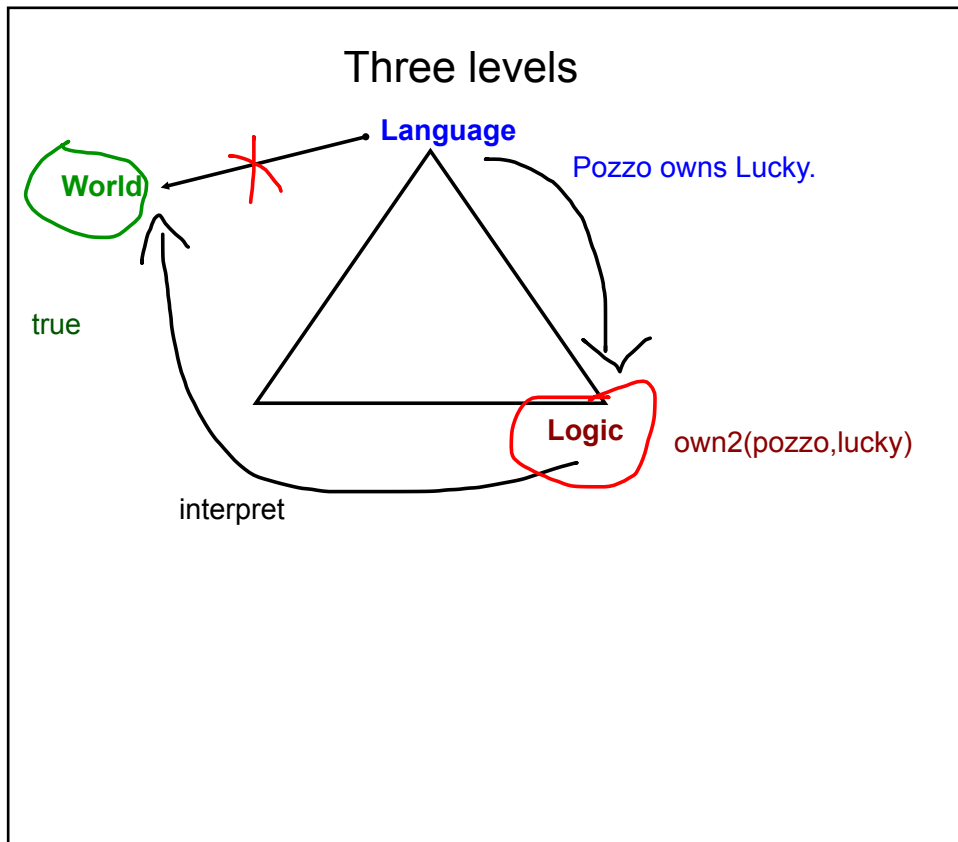 Three levels
Language
World
Pozzo owns Lucky.
true
Logic
own2(pozzo,lucky)
interpret